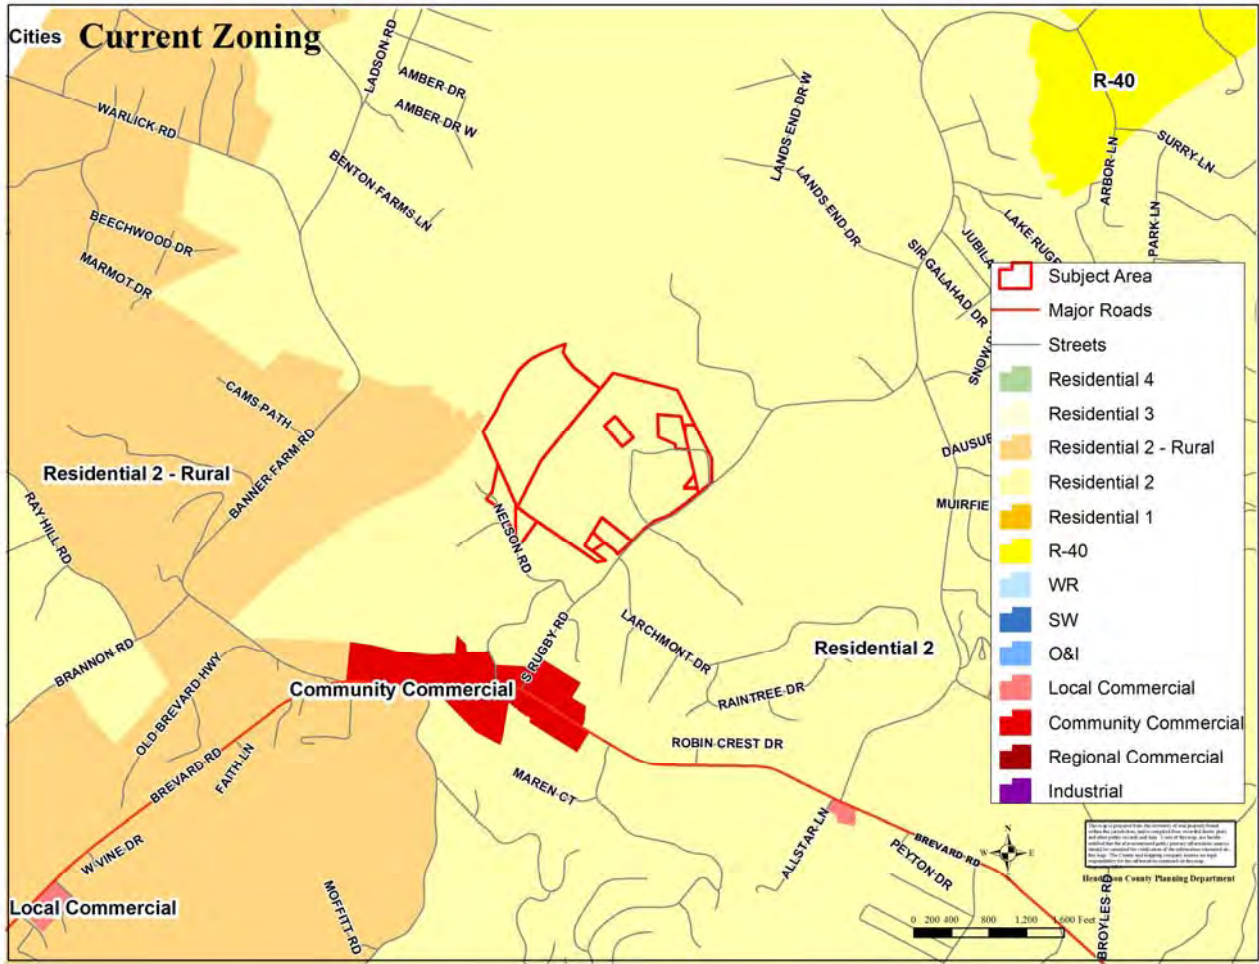 Current Zoning
Cities
LADSON RD
AMBER DR
AMBER DR W
WARLICK RD
BENTON FARMS LN
LANDS END DR W
LANDS END DR
R-40
ARBOR LN
SURRY LN
PARK LN
BEECHWOOD DR
MARMOT DR
SIR GALAHAD DR
JUBILA
LAKE RUGB
SNOW
Subject Area
Major Roads
Streets
Residential 4
Residential 3
Residential 2 - Rural
Residential 2
Residential 1
R-40
WR
SW
O&I
Local Commercial
Community Commercial
Regional Commercial
Industrial
CAMS PATH
BANNER FARM RD
DAUSUE
Residential 2 - Rural
MUIRFIE
RAY HILL RD
NELSON RD
S RUGBY RD
LARCHMONT DR
Residential 2
BRANNON RD
OLD BREVARD HWY
Community Commercial
RAINTREE DR
ROBIN CREST DR
BREVARD RD
FAITH LN
MAREN CT
W VINE DR
ALLSTAR LN
BREVARD RD
PEYTON DR
N
W
E
S
Henderson County Planning Department
Local Commercial
MOFFITT RD
BROYLES RD
0 200 400 800 1,200 1,600 Feet